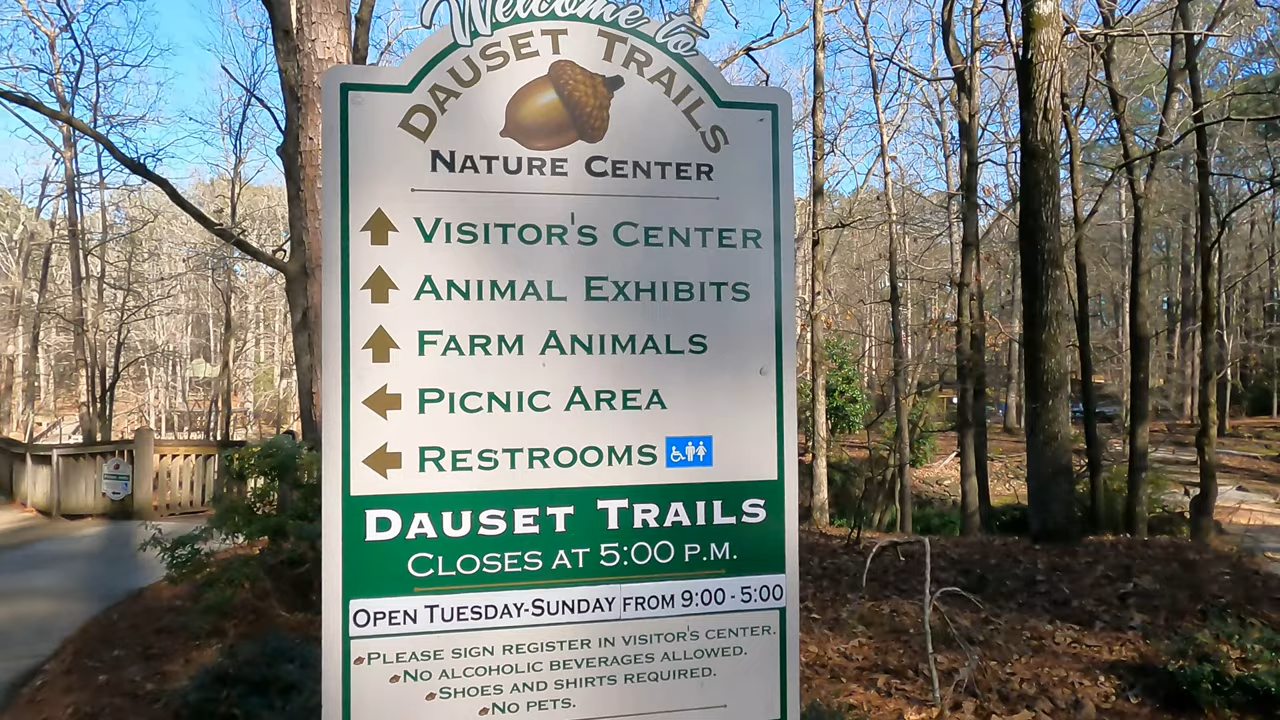 Welcome to
DAUSET TRAILS
NATURE CENTER
VISITOR'S CENTER
ANIMAL EXHIBITS
FARM ANIMALS
PICNIC AREA
RESTROOMS
DAUSET TRAILS
CLOSES AT 5:00 P.M.
OPEN TUESDAY-SUNDAY FROM 9:00 - 5:00
PLEASE SIGN REGISTER IN VISITOR'S CENTER.
NO ALCOHOLIC BEVERAGES ALLOWED.
SHOES AND SHIRTS REQUIRED.
NO PETS.